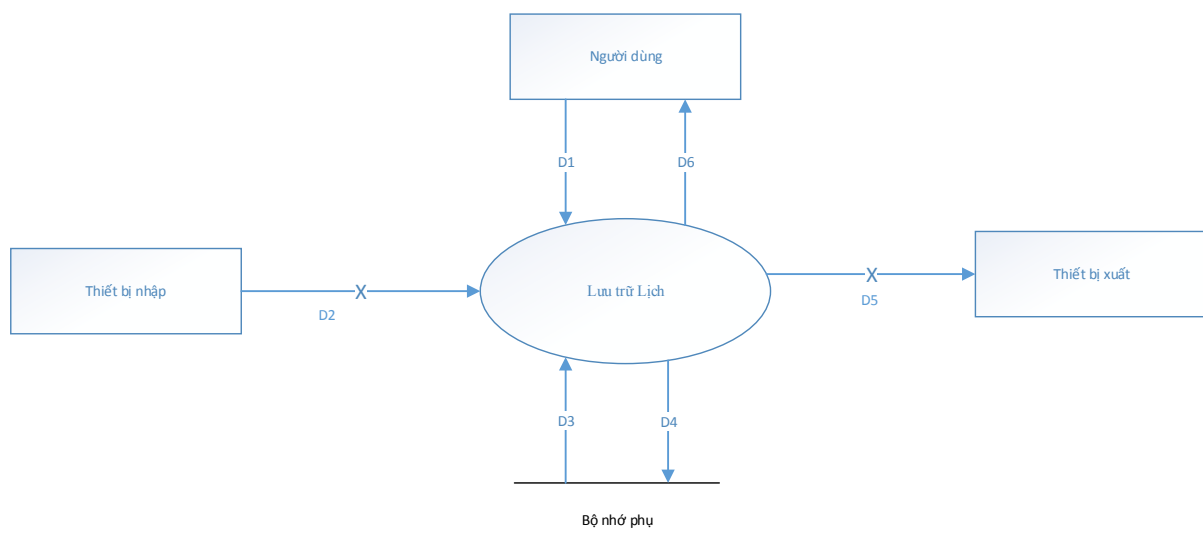 Người dùng
D1
D6
Thiết bị nhập
X
D2
Lưu trữ Lịch
X
D5
Thiết bị xuất
D3
D4
Bộ nhớ phụ